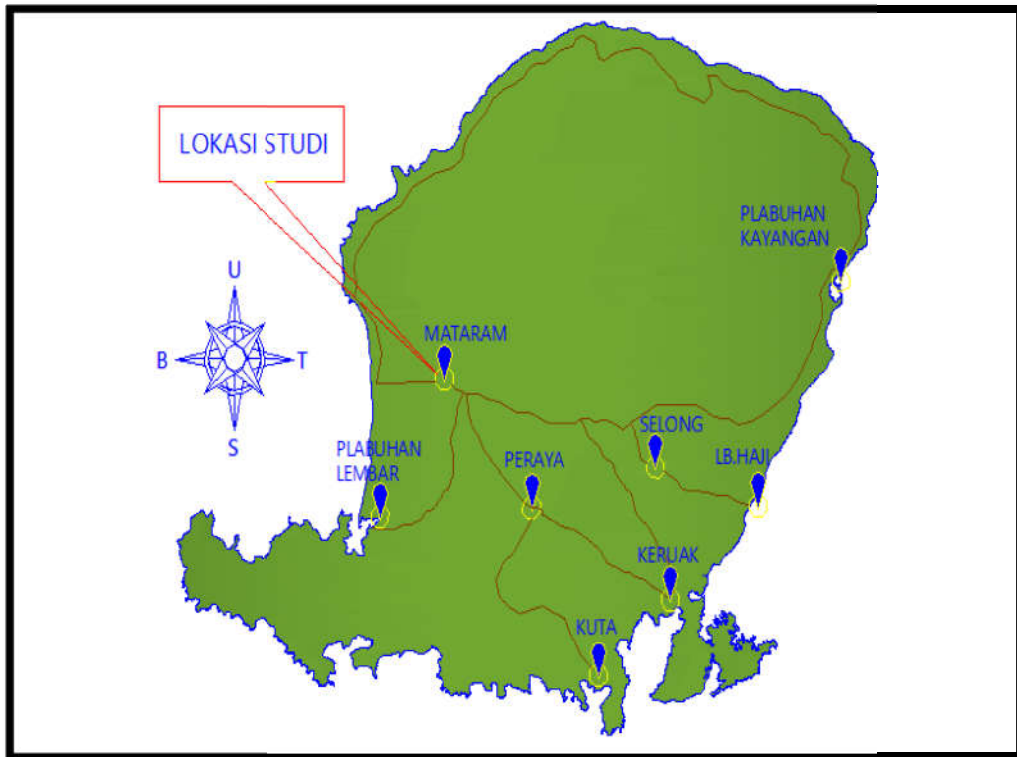 LOKASI STUDI
PLABUHAN
KAYANGAN
U
B
T
S
MATARAM
SELONG
PLABUHAN
LEMBAR
PERAYA
LB.HAJI
KERUAK
KUTA